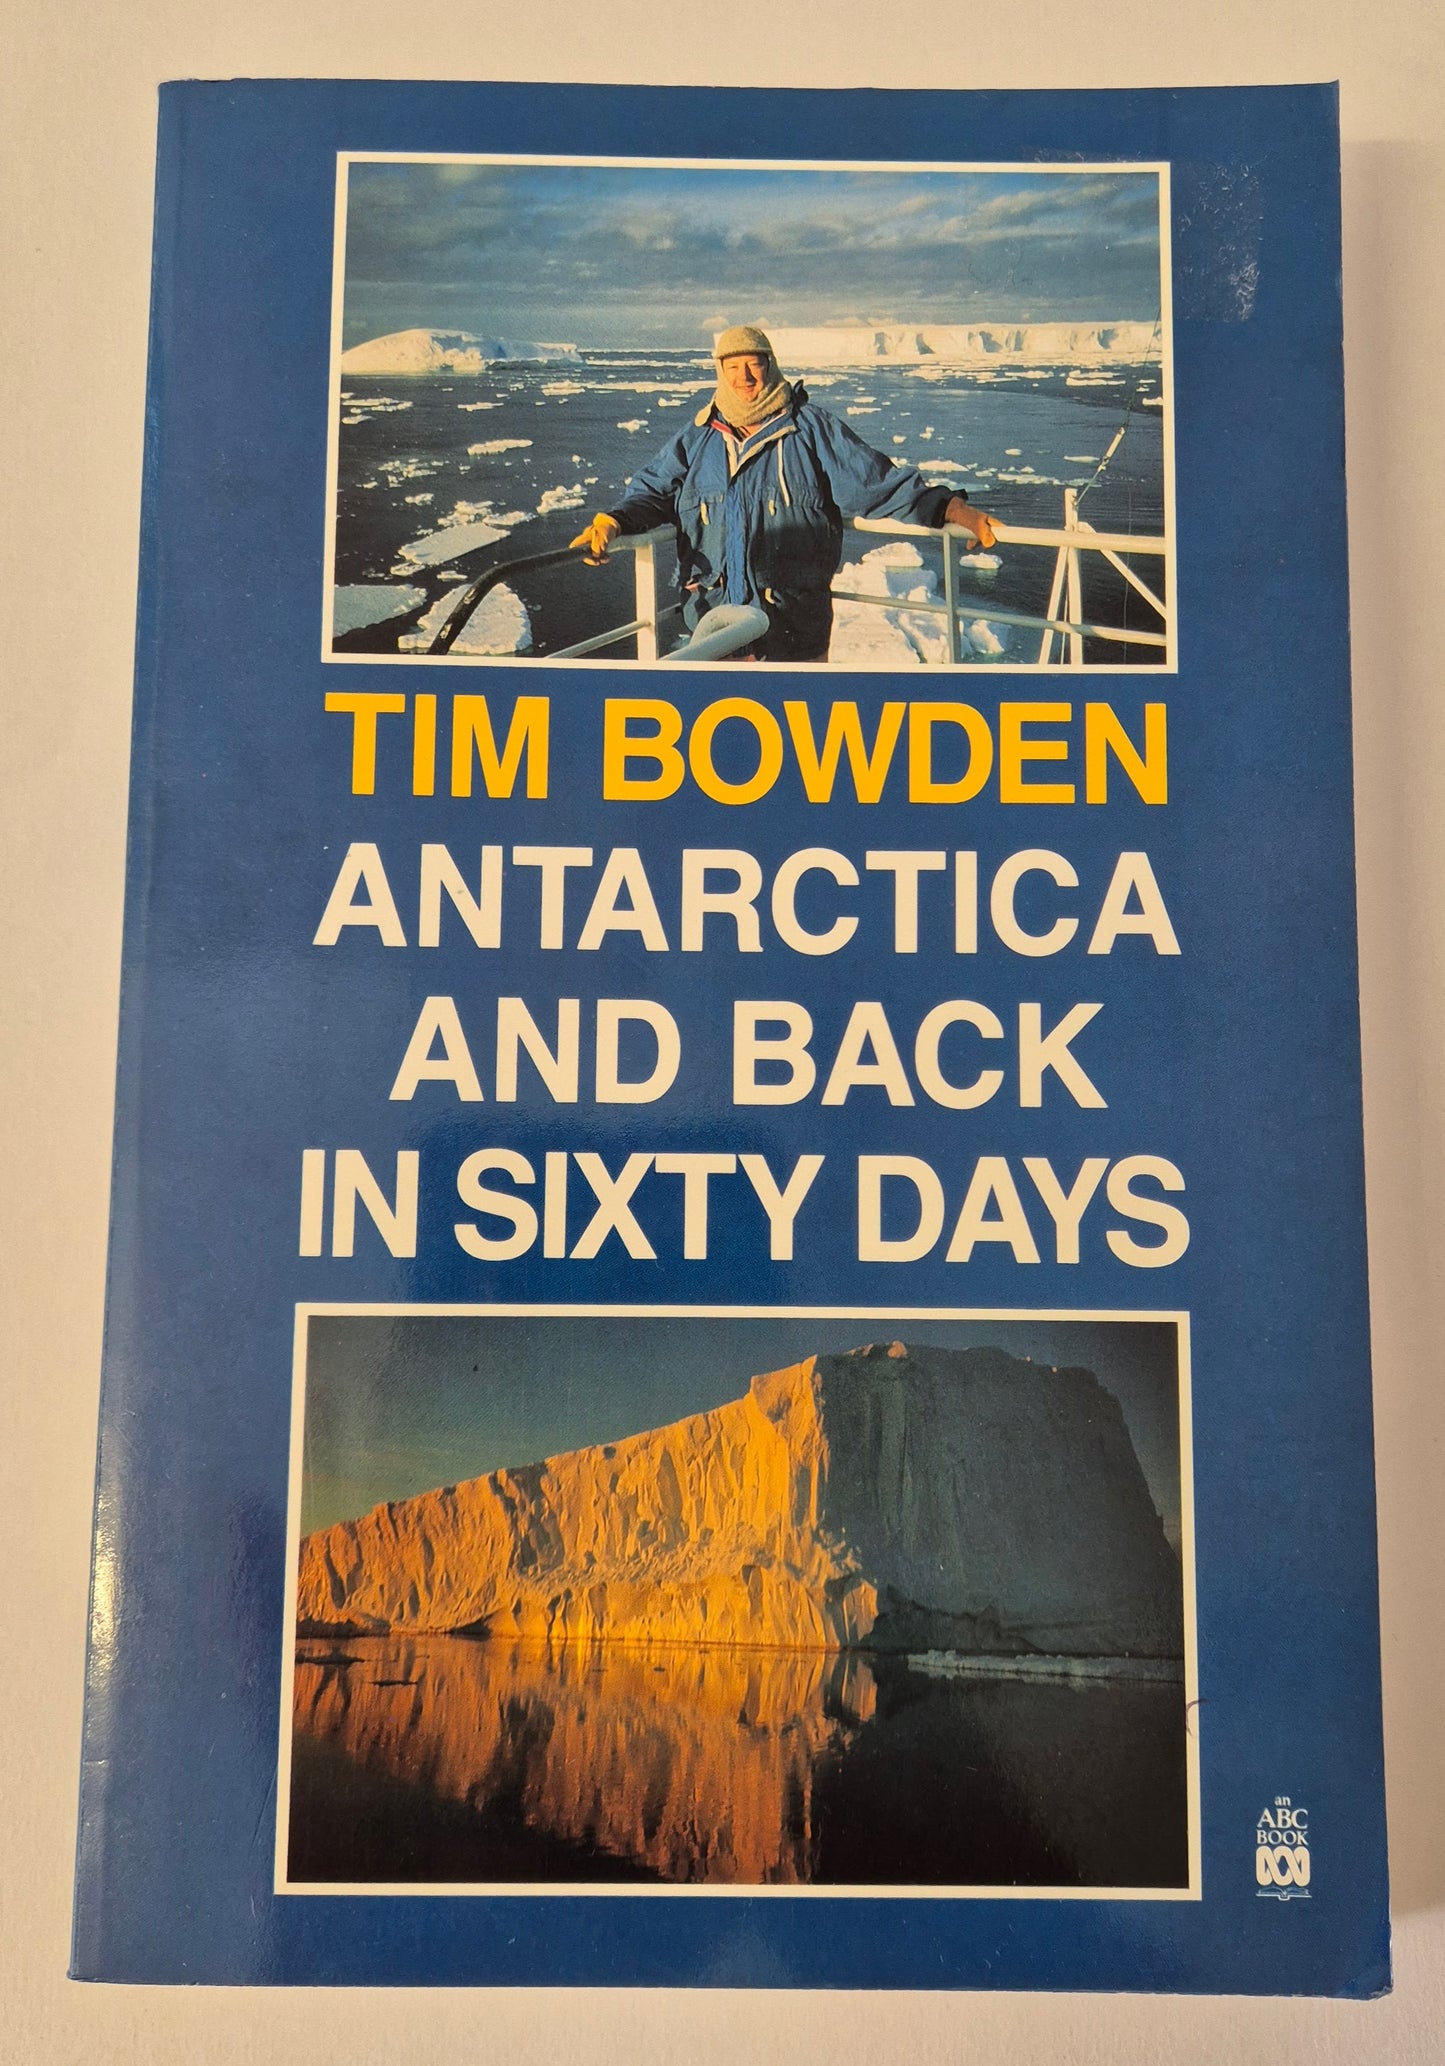 TIM BOWDEN
ANTARCTICA
AND BACK
IN SIXTY DAYS
an
ABC
BOOK